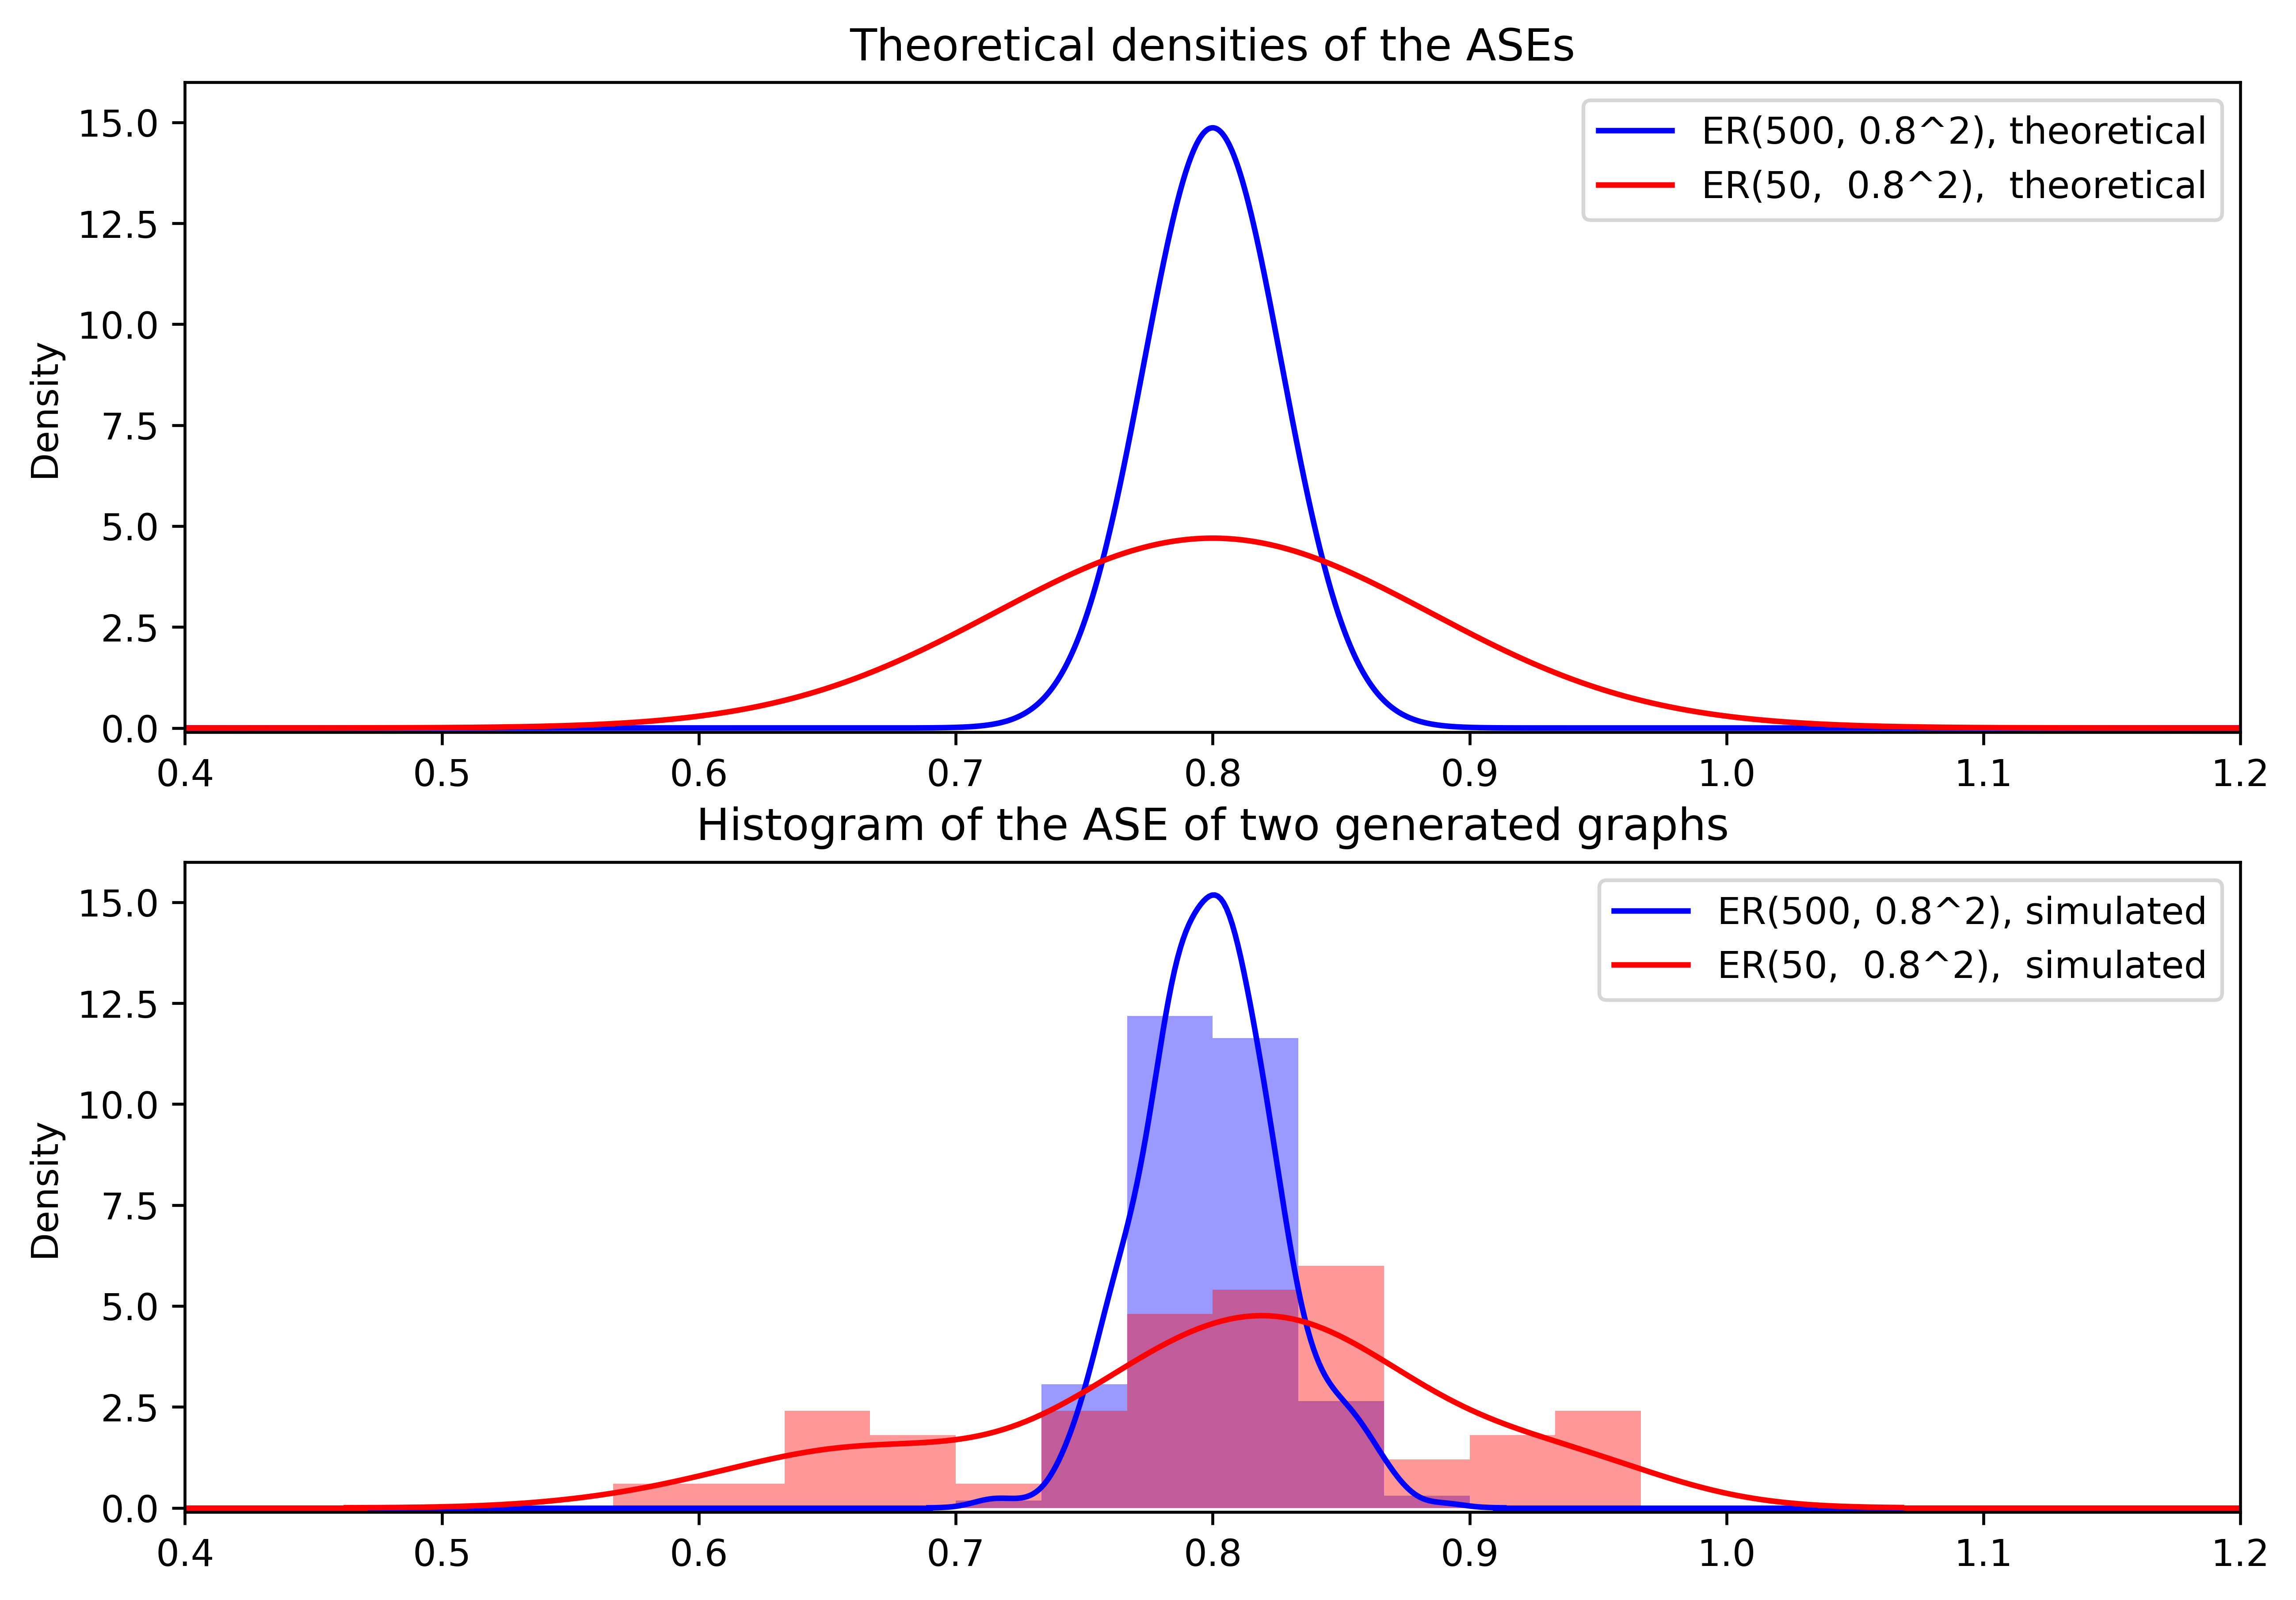 Theoretical densities of the ASEs
15.0
12.5
10.0
7.5
5.0
2.5
0.0
Density
ER(500, 0.8^2), theoretical
ER(50,  0.8^2),  theoretical
0.4 0.5 0.6 0.7 0.8 0.9 1.0 1.1 1.2
Histogram of the ASE of two generated graphs
15.0
12.5
10.0
7.5
5.0
2.5
0.0
Density
ER(500, 0.8^2), simulated
ER(50,  0.8^2),  simulated
0.4 0.5 0.6 0.7 0.8 0.9 1.0 1.1 1.2